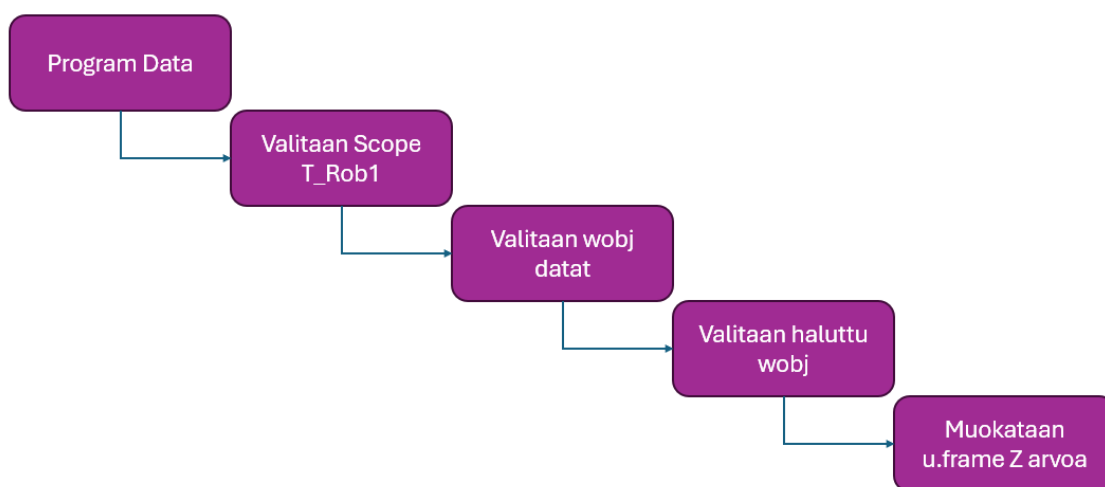 Program Data
Valitaan Scope
T_Rob1
Valitaan wobj
datat
Valitaan haluttu
wobj
Muokataan
u.frame Z arvoa